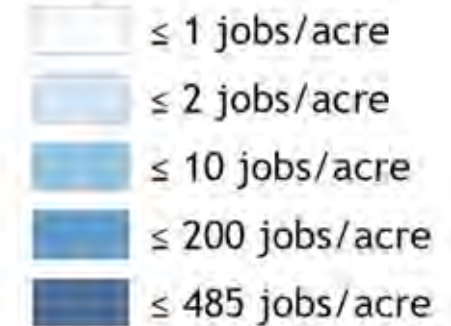 ≤ 1 jobs/acre
≤ 2 jobs/acre
≤ 10 jobs/acre
≤ 200 jobs/acre
≤ 485 jobs/acre